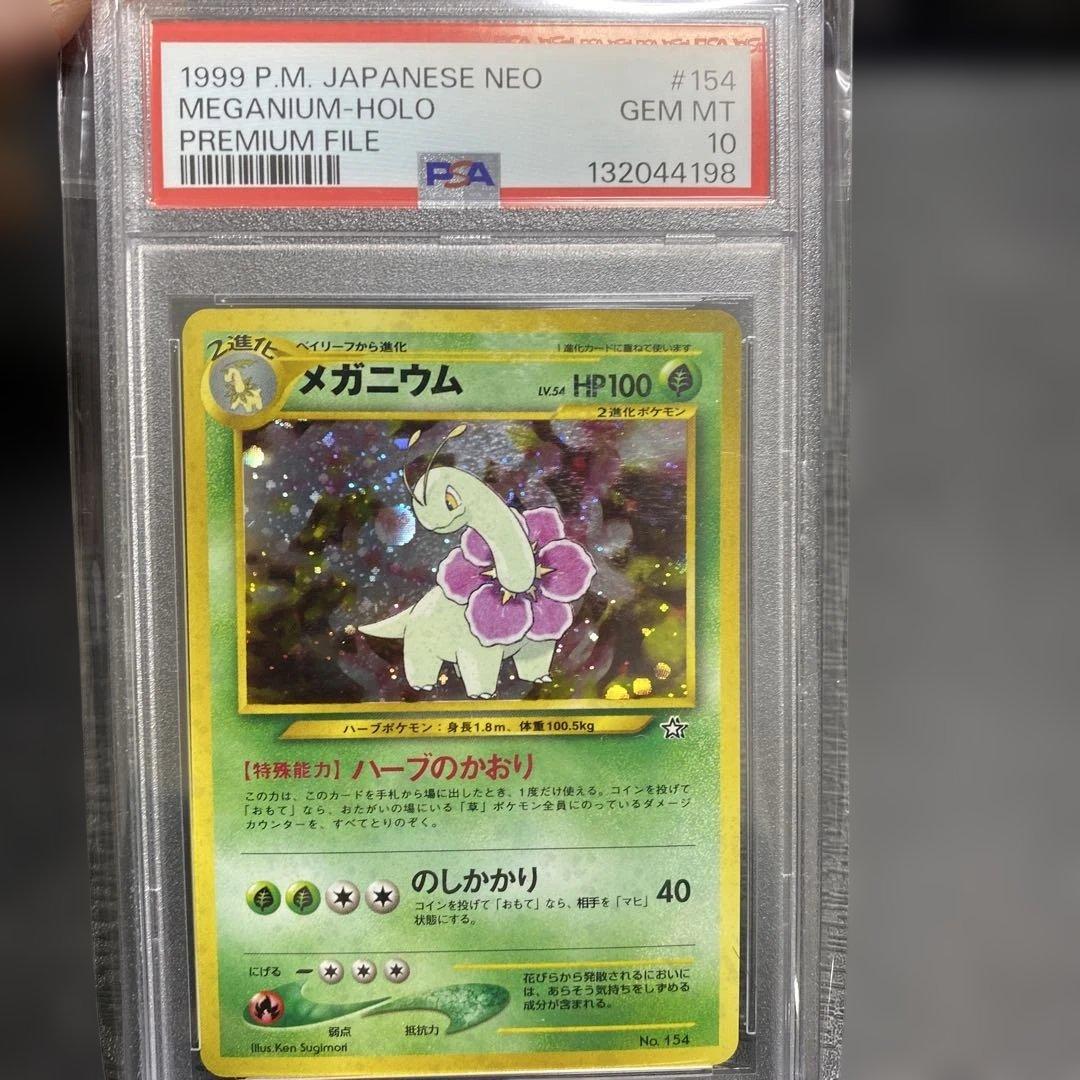 1999 P.M. JAPANESE NEO #154
MEGANIUM-HOLO GEM MT
PREMIUM FILE 10
PSA 132044198
2進化 ベイリーフから進化 1進化カードに重ねて使います
メガニウム LV.54 HP100
2進化ポケモン
ハーブポケモン：身長1.8m、体重100.5kg
【特殊能力】ハーブのかおり
この力は、このカードを手札から場に出したとき、1度だけ使える。コインを投げて
「おもて」なら、おたがいの場にいる「草」ポケモン全員にのっているダメージ
カウンターを、すべてとりのぞく。
のしかかり 40
コインを投げて「おもて」なら、相手を「マヒ」
状態にする。
にげる
弱点 抵抗力
花びらから発散されるにおいに
は、あらそう気持ちをしずめる
成分が含まれる。
Illus.Ken Sugimori No. 154